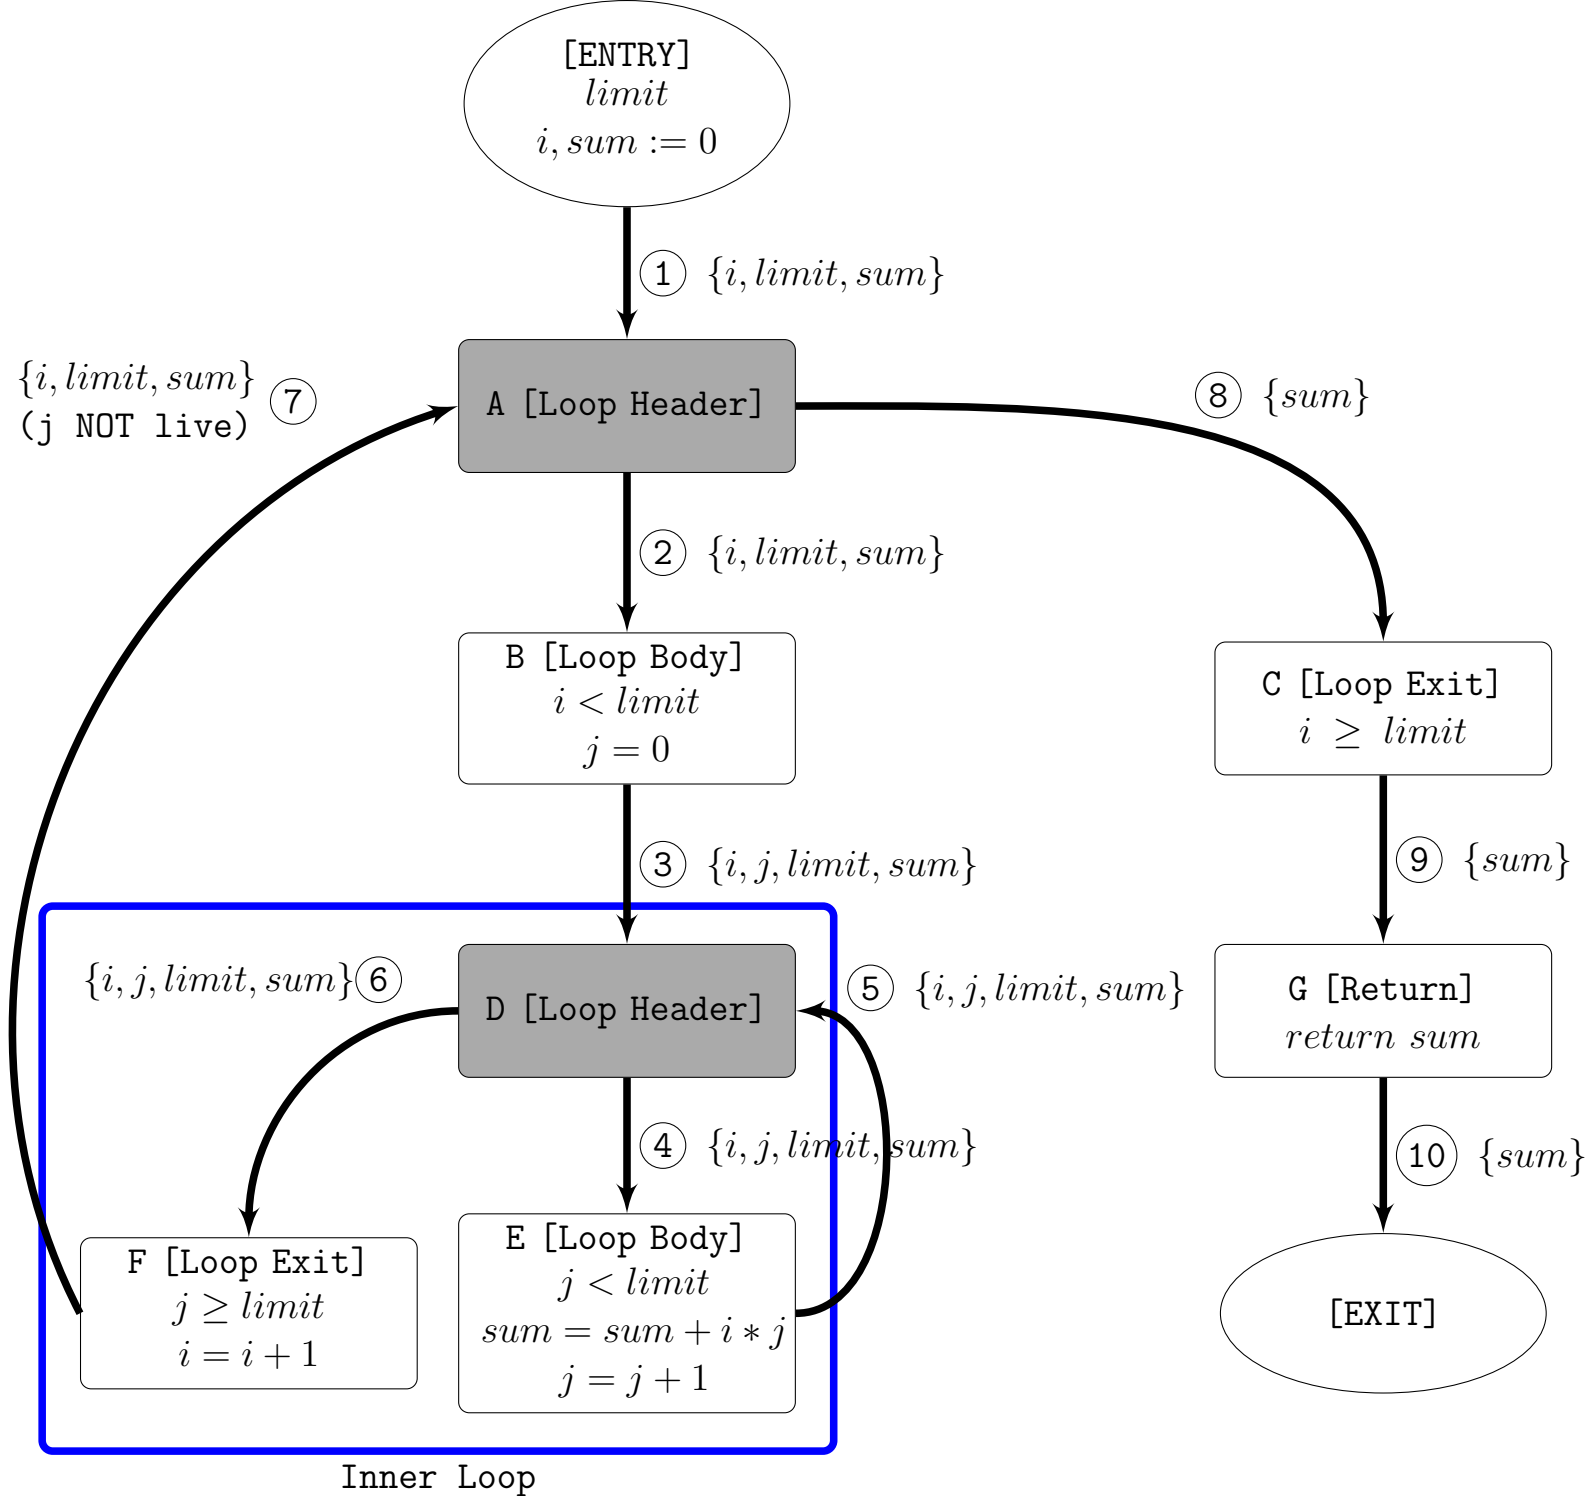 [ENTRY]
limit
i, sum := 0
1 {i, limit, sum}
{i, limit, sum}
(j NOT live)
7
A [Loop Header]
8 {sum}
2 {i, limit, sum}
B [Loop Body]
i < limit
j = 0
C [Loop Exit]
i ≥ limit
3 {i, j, limit, sum}
9 {sum}
{i, j, limit, sum} 6
D [Loop Header]
5 {i, j, limit, sum}
G [Return]
return sum
4 {i, j, limit, sum}
10 {sum}
F [Loop Exit]
j ≥ limit
i = i + 1
E [Loop Body]
j < limit
sum = sum + i * j
j = j + 1
[EXIT]
Inner Loop